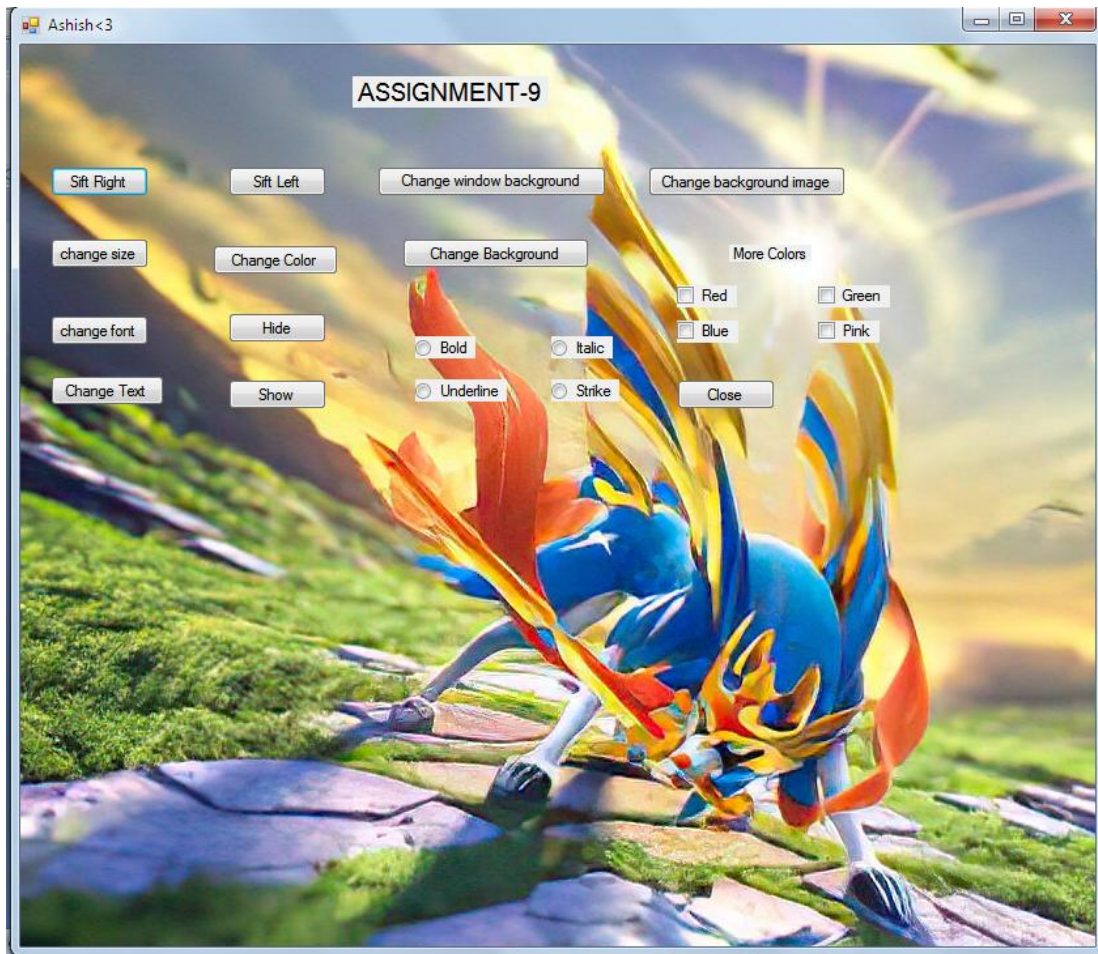 Ashish<3
ASSIGNMENT-9
Sift Right Sift Left Change window background Change background image
change size Change Color Change Background More Colors
Red Green
change font Hide Blue Pink
Bold Italic
Change Text Show Underline Strike Close